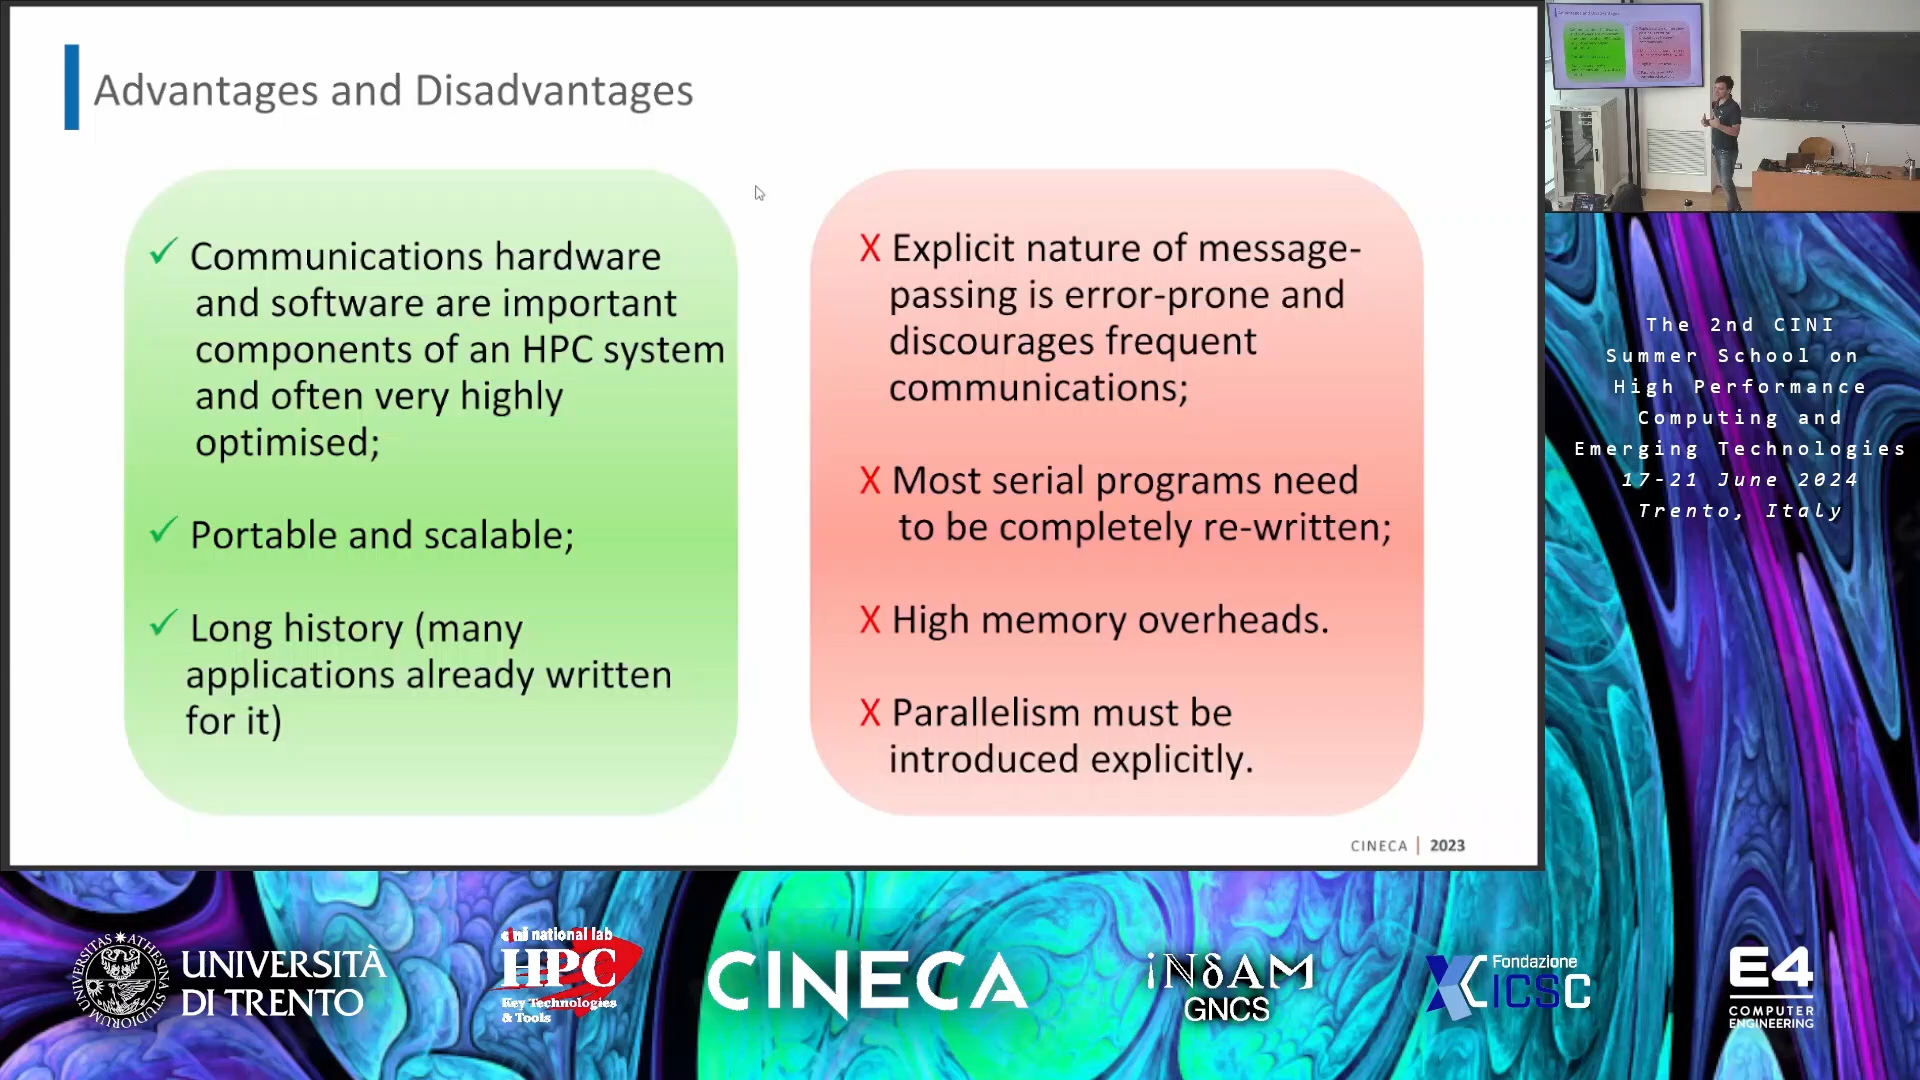 Advantages and Disadvantages
✓ Communications hardware
and software are important
components of an HPC system
and often very highly
optimised;
✓ Portable and scalable;
✓ Long history (many
applications already written
for it)
X Explicit nature of message-
passing is error-prone and
discourages frequent
communications;
X Most serial programs need
to be completely re-written;
X High memory overheads.
X Parallelism must be
introduced explicitly.
CINECA | 2023
The 2nd CINI
Summer School on
High Performance
Computing and
Emerging Technologies
17-21 June 2024
Trento, Italy
UNIVERSITÀ
DI TRENTO
cini national lab
HPC
Key Technologies
& Tools
CINECA
iNδAM
GNCS
Fondazione
ICSC
E4
COMPUTER
ENGINEERING